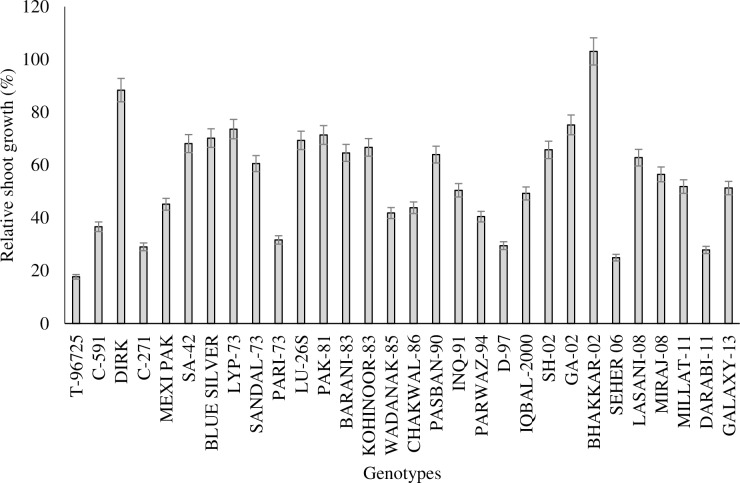 120
100
80
60
40
20
0
Relative shoot growth (%)
T-96725
C-591
DIRK
C-271
MEXI PAK
SA-42
BLUE SILVER
LYP-73
SANDAL-73
PARI-73
LU-26S
PAK-81
BARANI-83
KOHINOOR-83
WADANAK-85
CHAKWAL-86
PASBAN-90
INQ-91
PARWAZ-94
D-97
IQBAL-2000
SH-02
GA-02
BHAKKAR-02
SEHER 06
LASANI-08
MIRAJ-08
MILLAT-11
DARABI-11
GALAXY-13
Genotypes